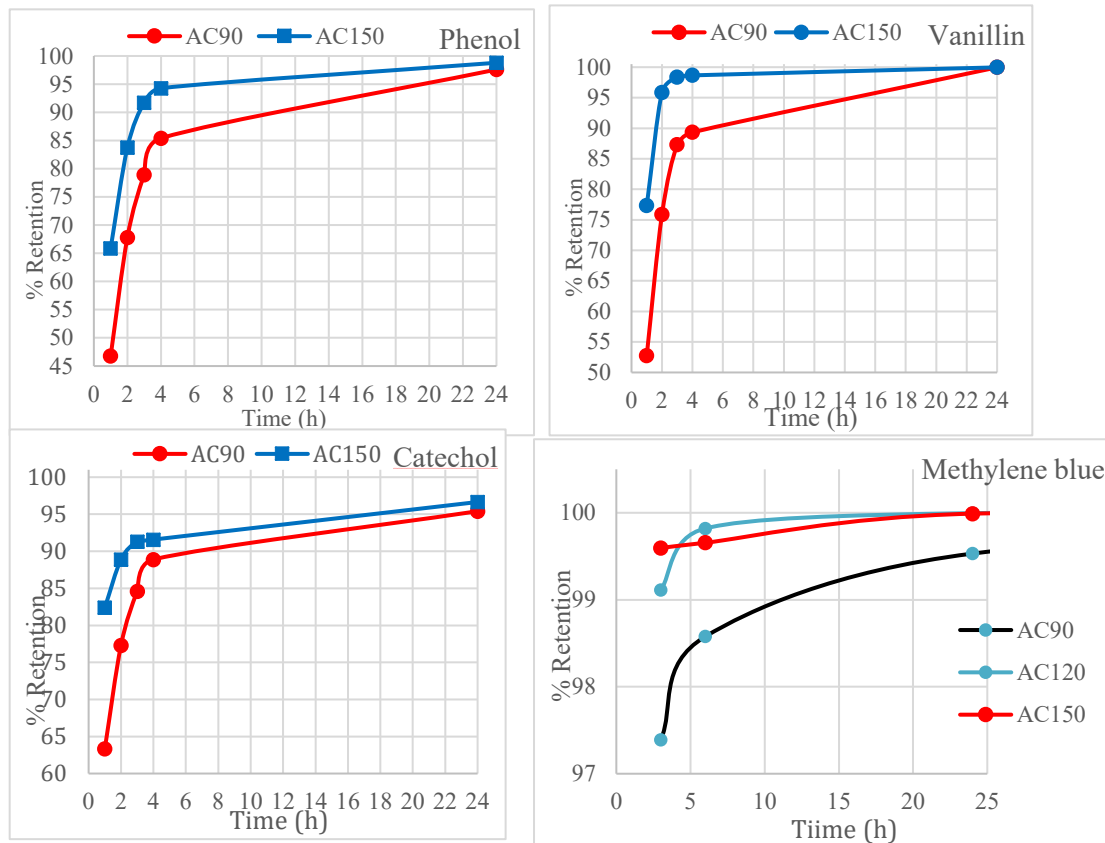 AC90 AC150 Phenol
100
95
90
85
80
75
70
65
60
55
50
45
% Retention
0 2 4 6 8 10 12 14 16 18 20 22 24
Time (h)
AC90 AC150 Vanillin
100
95
90
85
80
75
70
65
60
55
50
% Retention
0 2 4 6 8 10 12 14 16 18 20 22 24
Time (h)
AC90 AC150 Catechol
100
95
90
85
80
75
70
65
60
% Retention
0 2 4 6 8 10 12 14 16 18 20 22 24
Time (h)
Methylene blue
100
99
98
97
% Retention
AC90
AC120
AC150
0 5 10 15 20 25
Tiime (h)